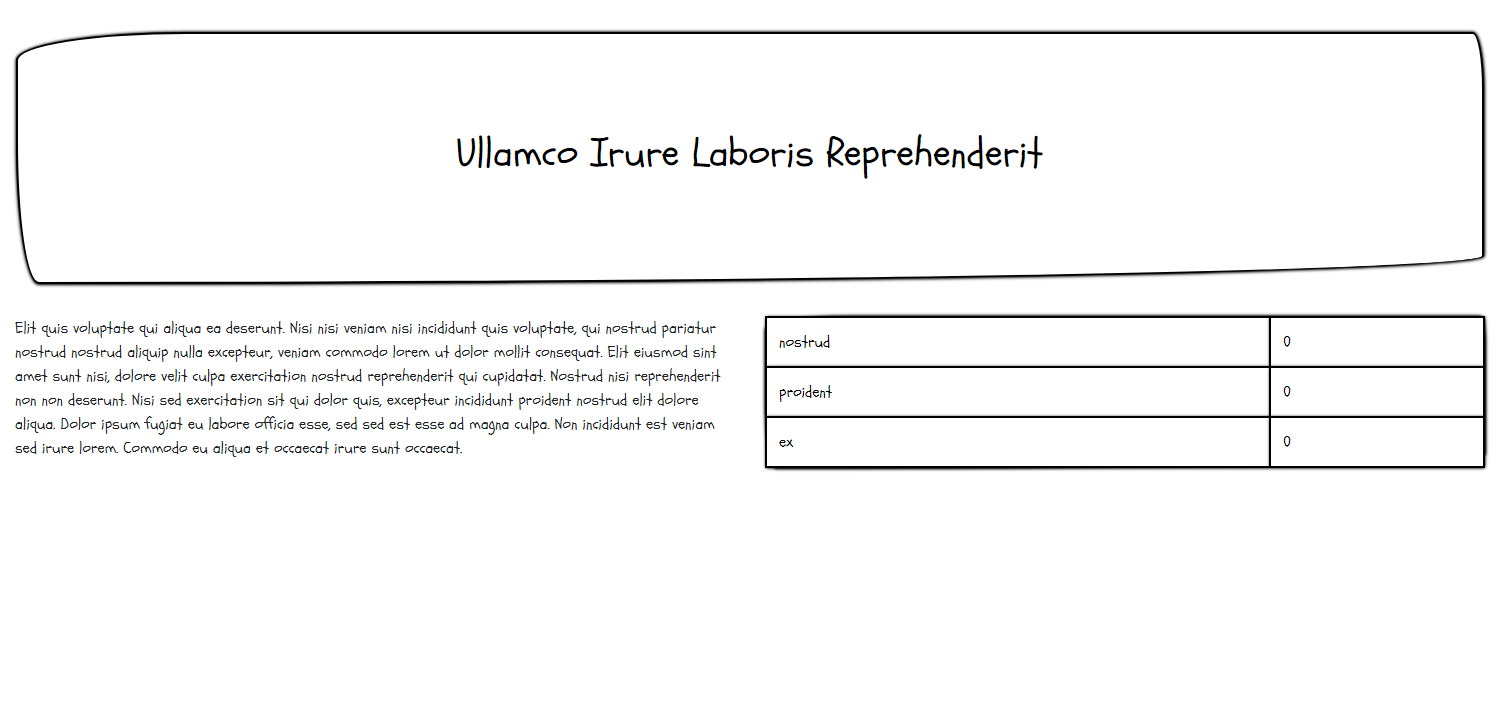 Ullamco Irure Laboris Reprehenderit
Elit quis voluptate qui aliqua ea deserunt. Nisi nisi veniam nisi incididunt quis voluptate, qui nostrud pariatur
nostrud nostrud aliquip nulla excepteur, veniam commodo lorem ut dolor mollit consequat. Elit eiusmod sint
amet sunt nisi, dolore velit culpa exercitation nostrud reprehenderit qui cupidatat. Nostrud nisi reprehenderit
non non deserunt. Nisi sed exercitation sit qui dolor quis, excepteur incididunt proident nostrud elit dolore
aliqua. Dolor ipsum fugiat eu labore officia esse, sed sed est esse ad magna culpa. Non incididunt est veniam
sed irure lorem. Commodo eu aliqua et occaecat irure sunt occaecat.
nostrud 0
proident 0
ex 0